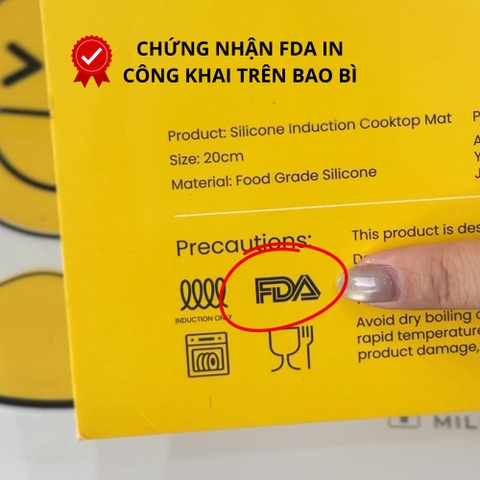 CHỨNG NHẬN FDA IN
CÔNG KHAI TRÊN BAO BÌ
Product: Silicone Induction Cooktop Mat
Size: 20cm
Material: Food Grade Silicone
Precautions:
This product is des
INDUCTION ONLY
FDA
Avoid dry boiling
rapid temperature
product damage,